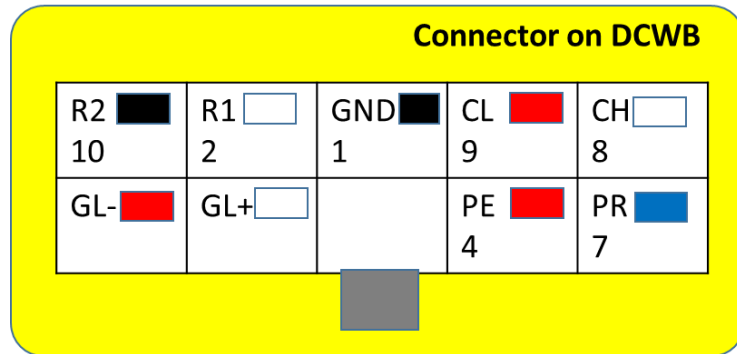 Connector on DCWB
R2 R1 GND CL CH
10 2 1 9 8
GL- GL+ PE PR
4 7